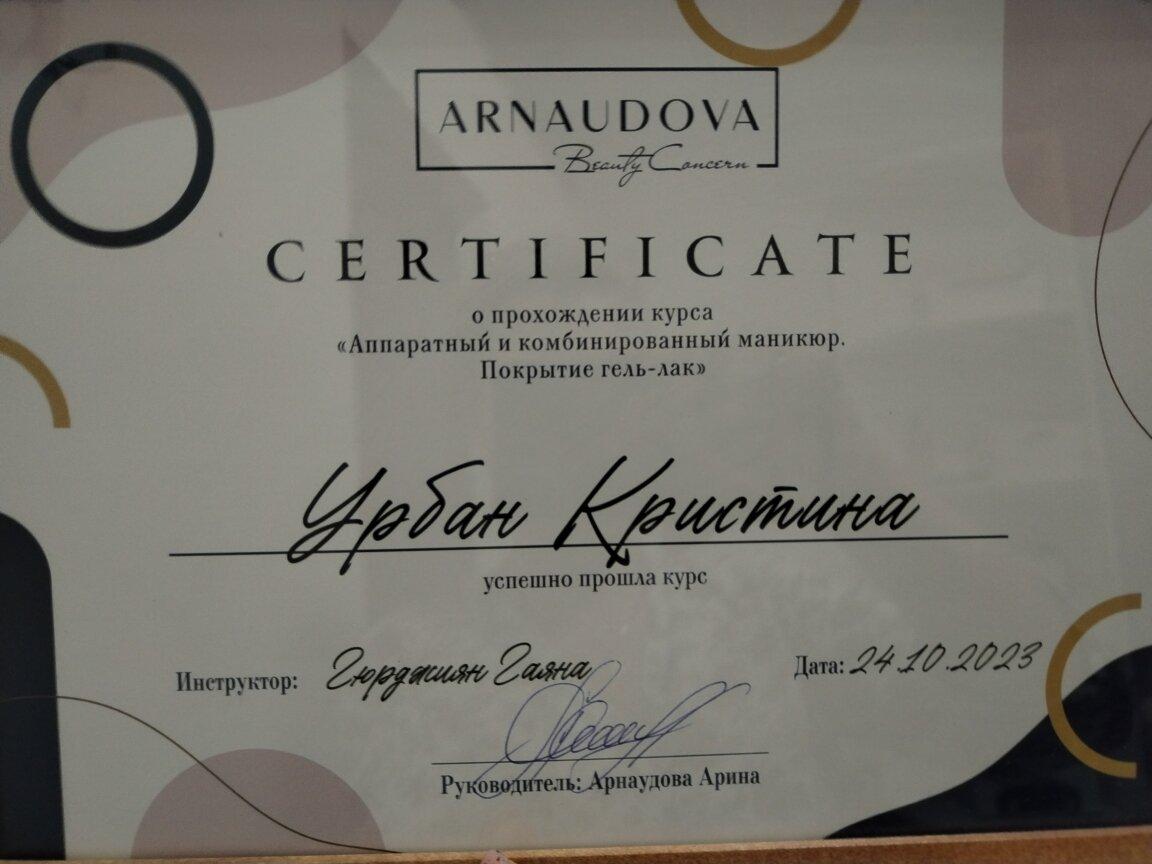 ARNAUDOVA
Beauty Concern
CERTIFICATE
о прохождении курса
«Аппаратный и комбинированный маникюр.
Покрытие гель-лак»
Урбан Кристина
успешно прошла курс
Инструктор: Гюрджиян Гаяна Дата: 24.10.2023
Руководитель: Арнаудова Арина